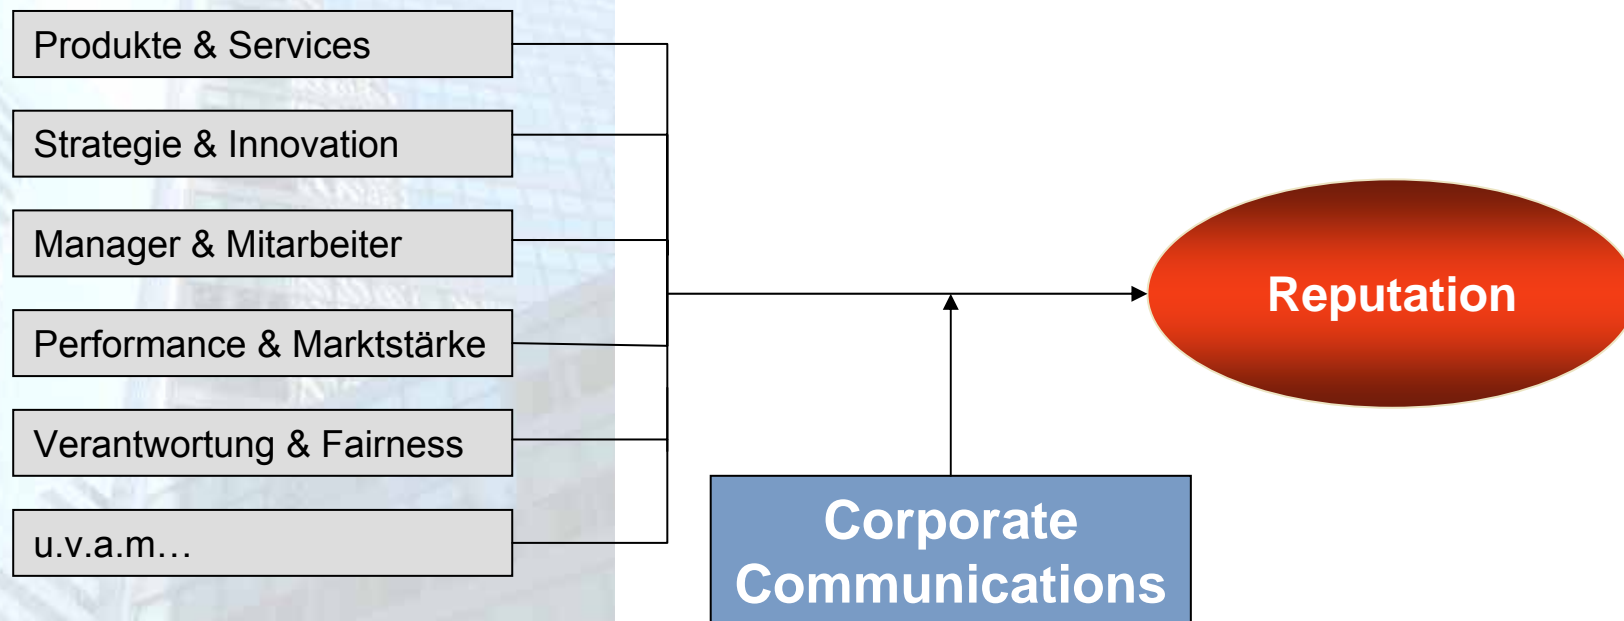 Produkte & Services
Strategie & Innovation
Manager & Mitarbeiter
Performance & Marktstärke
Verantwortung & Fairness
u.v.a.m…
Reputation
Corporate
Communications